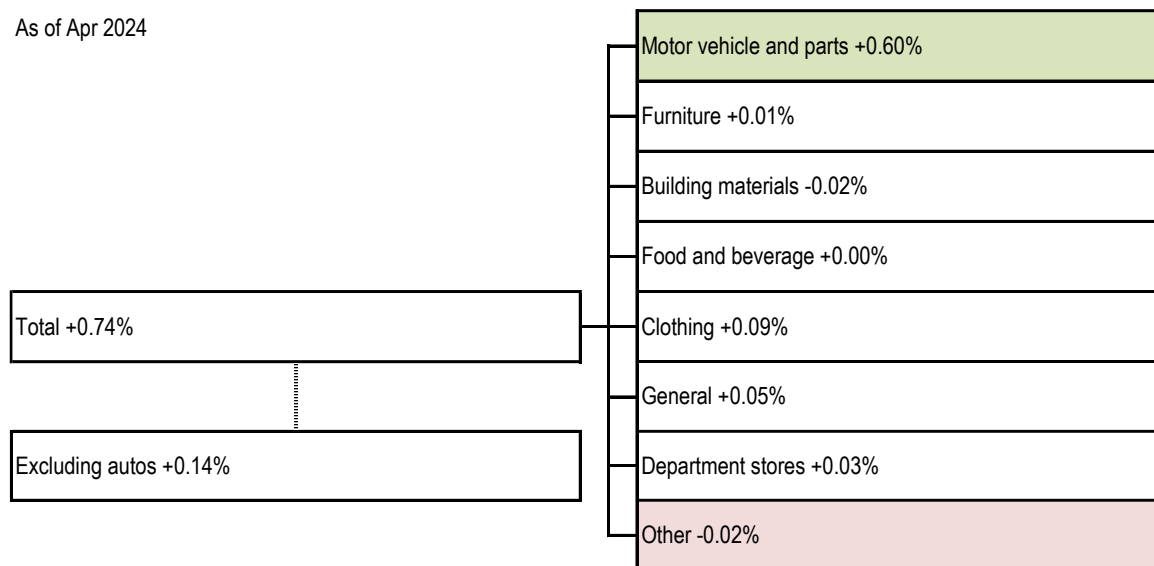 As of Apr 2024
Motor vehicle and parts +0.60%
Furniture +0.01%
Building materials -0.02%
Food and beverage +0.00%
Total +0.74%
Clothing +0.09%
General +0.05%
Excluding autos +0.14%
Department stores +0.03%
Other -0.02%